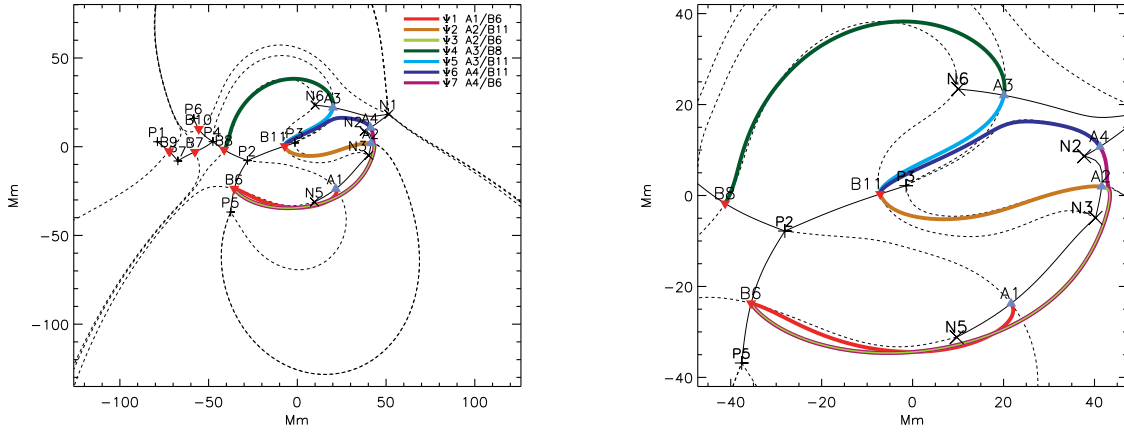 ψ1 A1/B6
ψ2 A2/B11
ψ3 A2/B6
ψ4 A3/B8
ψ5 A3/B11
ψ6 A4/B11
ψ7 A4/B6
50
0
-50
-100
Mm
-100
-50
0
50
100
Mm
P1
B9
P7
P6
B10
B7
P4
B8
P2
B11
P3
N6
A3
N1
A4
N2
A2
N3
B6
P5
N5
A1
40
20
0
-20
-40
Mm
-40
-20
0
20
40
Mm
N6
A3
A4
N2
A2
B11
P3
B8
P2
N3
B6
A1
N5
P5